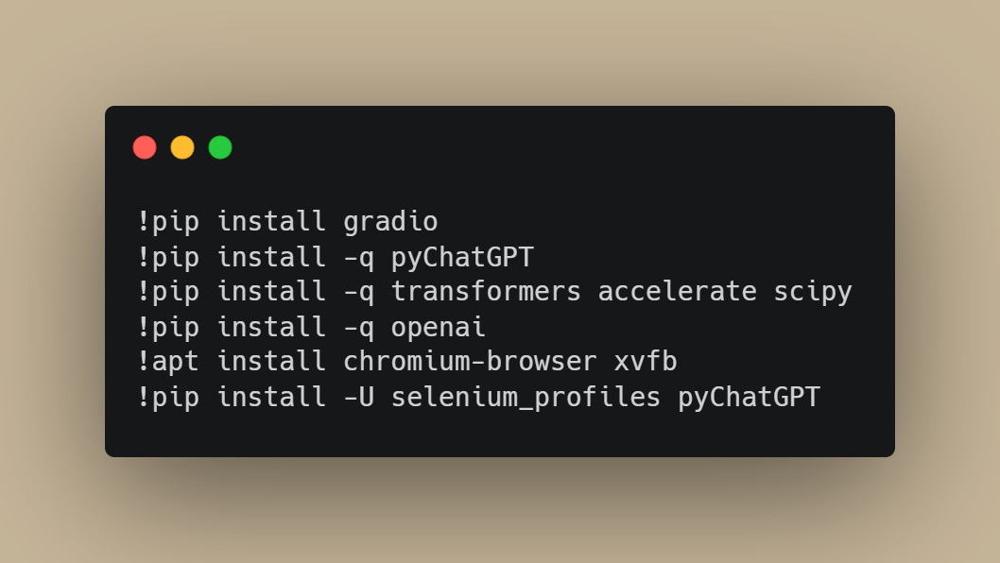 !pip install gradio
!pip install -q pyChatGPT
!pip install -q transformers accelerate scipy
!pip install -q openai
!apt install chromium-browser xvfb
!pip install -U selenium_profiles pyChatGPT